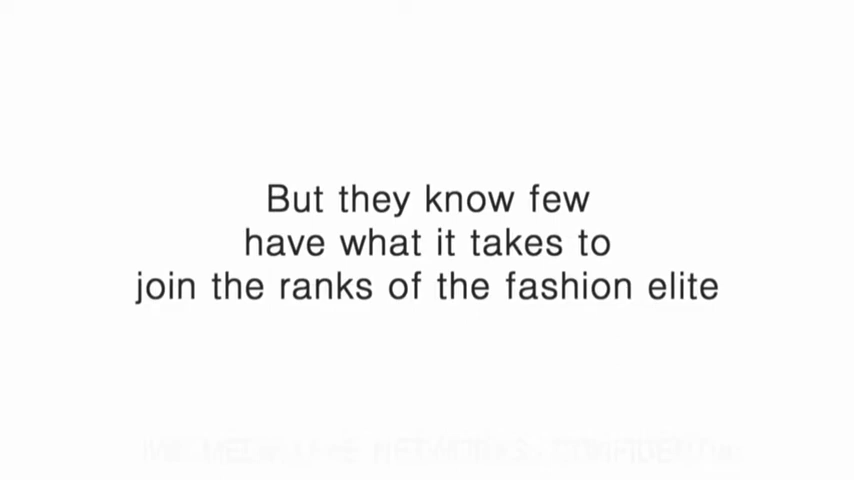 But they know few
have what it takes to
join the ranks of the fashion elite